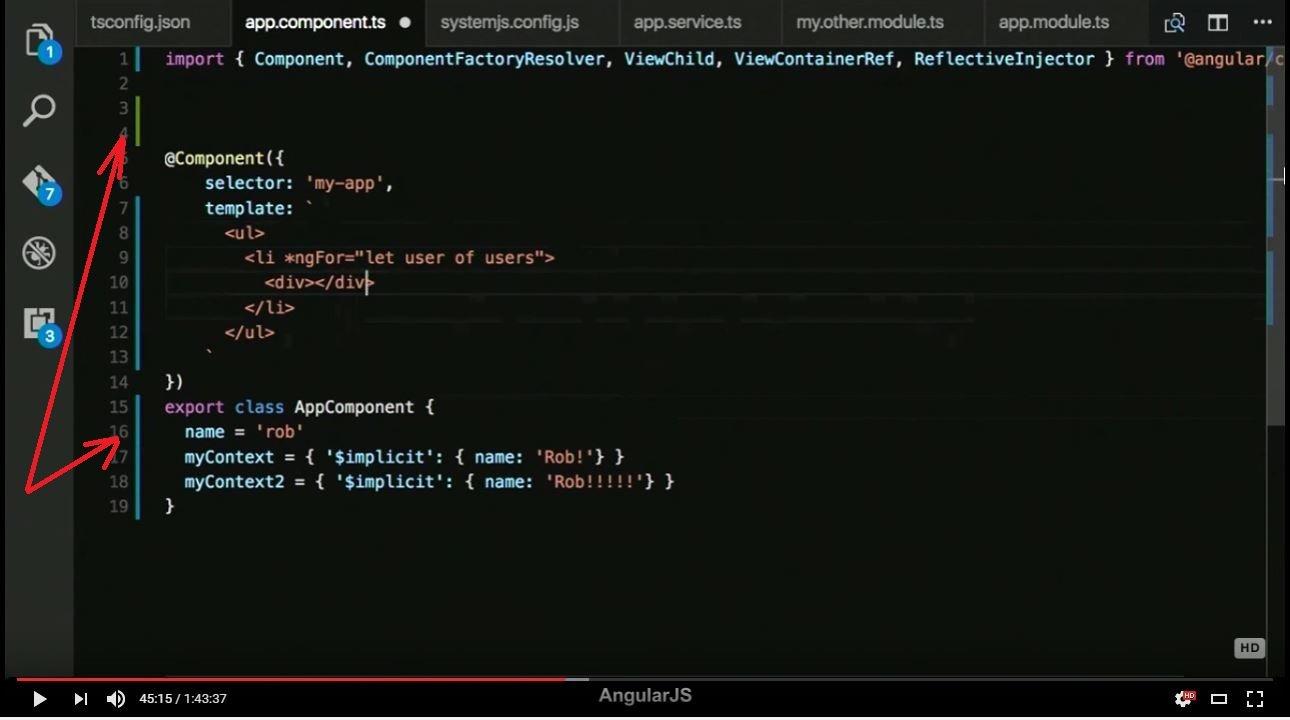 tsconfig.json app.component.ts systemjs.config.js app.service.ts my.other.module.ts app.module.ts
1 import { Component, ComponentFactoryResolver, ViewChild, ViewContainerRef, ReflectiveInjector } from '@angular/c
2
3
4
5 @Component({
6 selector: 'my-app',
7 template: `
8 <ul>
9 <li *ngFor="let user of users">
10 <div></div>
11 </li>
12 </ul>
13 `
14 })
15 export class AppComponent {
16 name = 'rob'
17 myContext = { '$implicit': { name: 'Rob!'} }
18 myContext2 = { '$implicit': { name: 'Rob!!!!!'} }
19 }
1
7
3
HD
45:15 / 1:43:37
AngularJS
HD